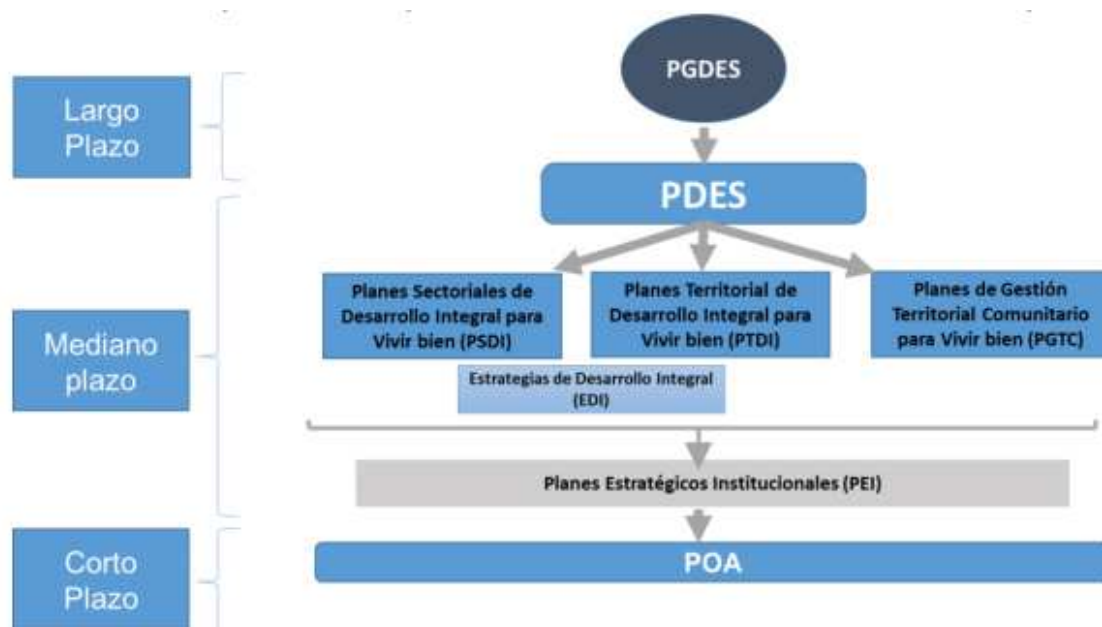 PGDES
Largo
Plazo
PDES
Planes Sectoriales de
Desarrollo Integral para
Vivir bien (PSDI)
Planes Territorial de
Desarrollo Integral para
Vivir bien (PTDI)
Planes de Gestión
Territorial Comunitario
para Vivir bien (PGTC)
Mediano
plazo
Estrategias de Desarrollo Integral
(EDI)
Planes Estratégicos Institucionales (PEI)
Corto
Plazo
POA